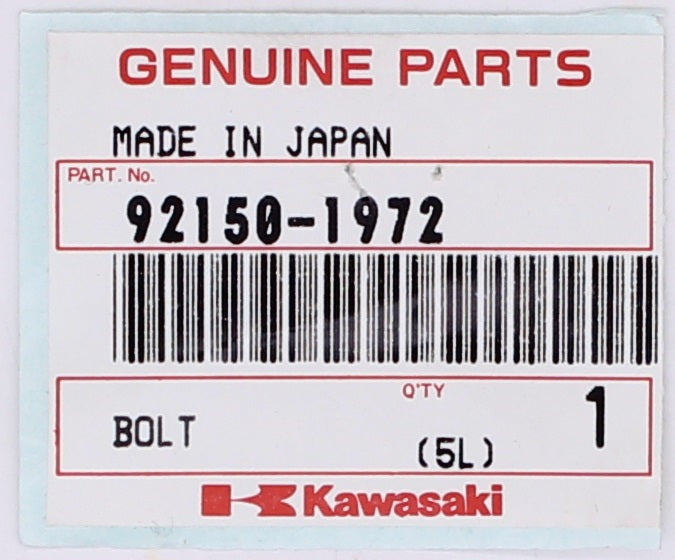 GENUINE PARTS
MADE IN JAPAN
PART. No.
92150-1972
Q'TY
BOLT
(5L)
1
Kawasaki